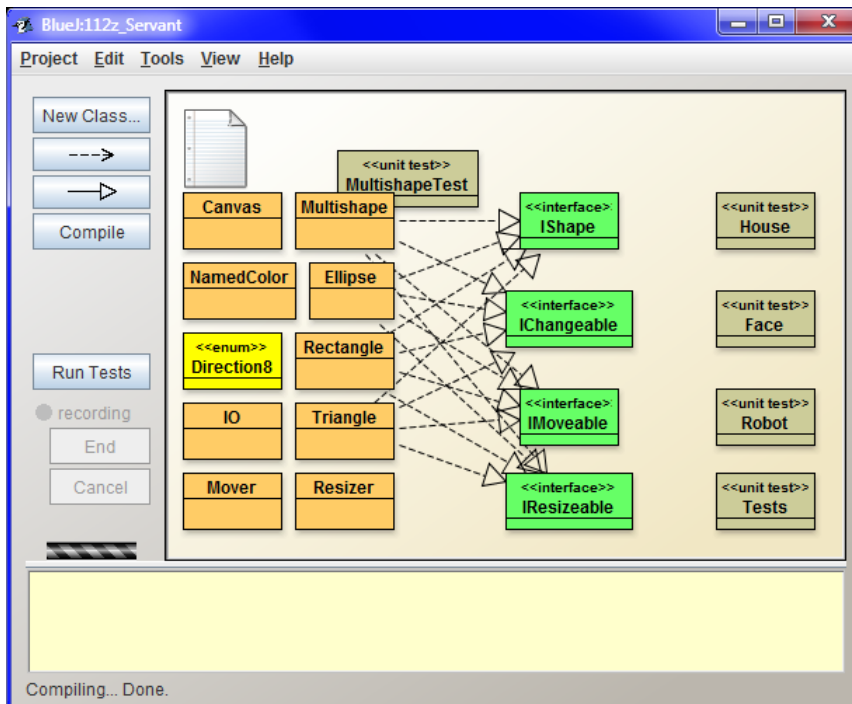 BlueJ:112z_Servant
Project Edit Tools View Help
New Class...
Compile
Run Tests
recording
End
Cancel
<<unit test>>
MultishapeTest
Canvas
Multishape
<<interface>>
IShape
<<unit test>>
House
NamedColor
Ellipse
<<interface>>
IChangeable
<<unit test>>
Face
<<enum>>
Direction8
Rectangle
<<interface>>
IMoveable
<<unit test>>
Robot
IO
Triangle
Mover
Resizer
<<interface>>
IResizeable
<<unit test>>
Tests
Compiling... Done.